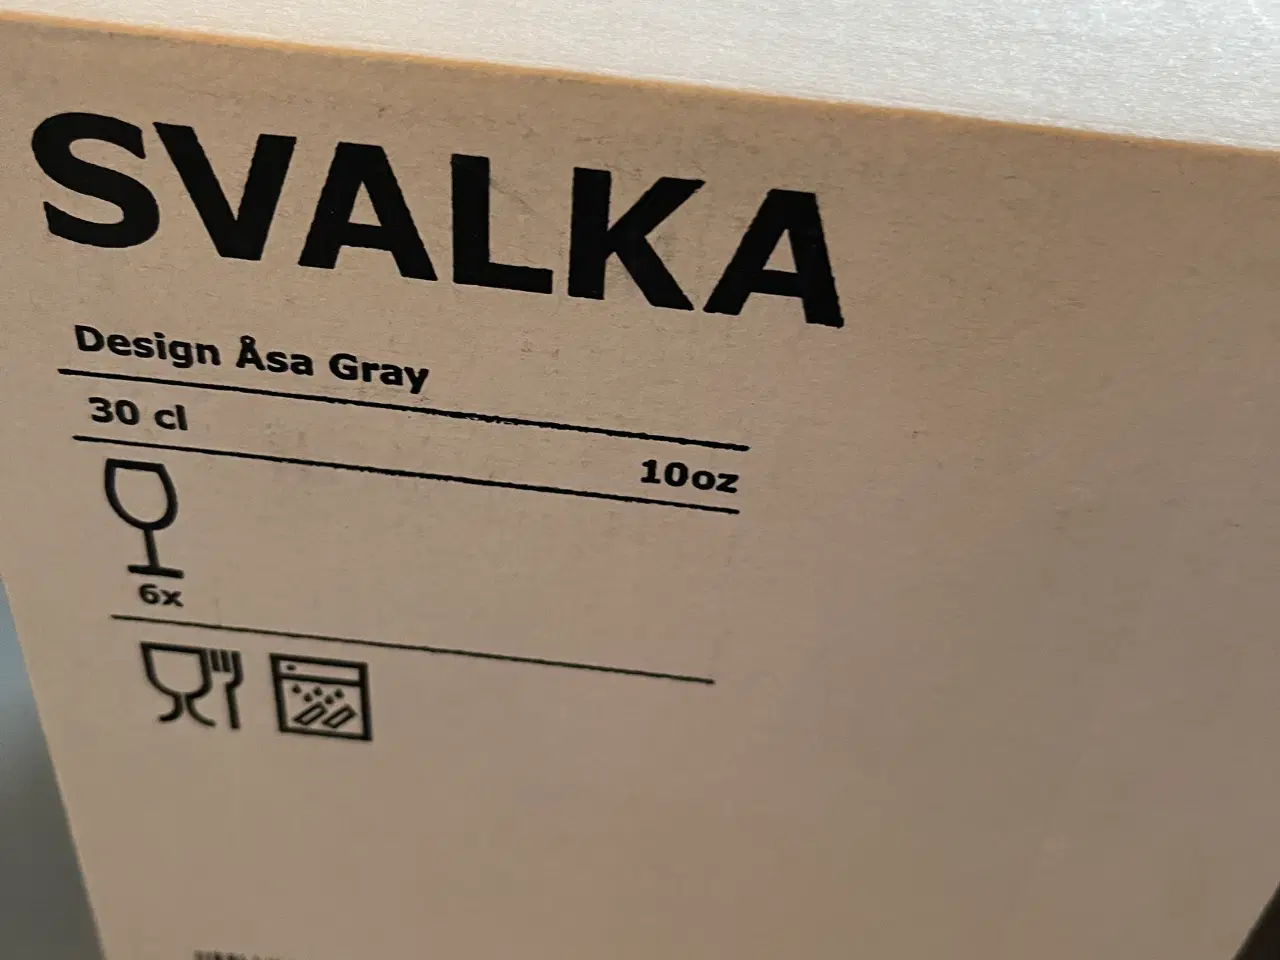 SVALKA
Design Åsa Gray
30 cl
10oz
6x